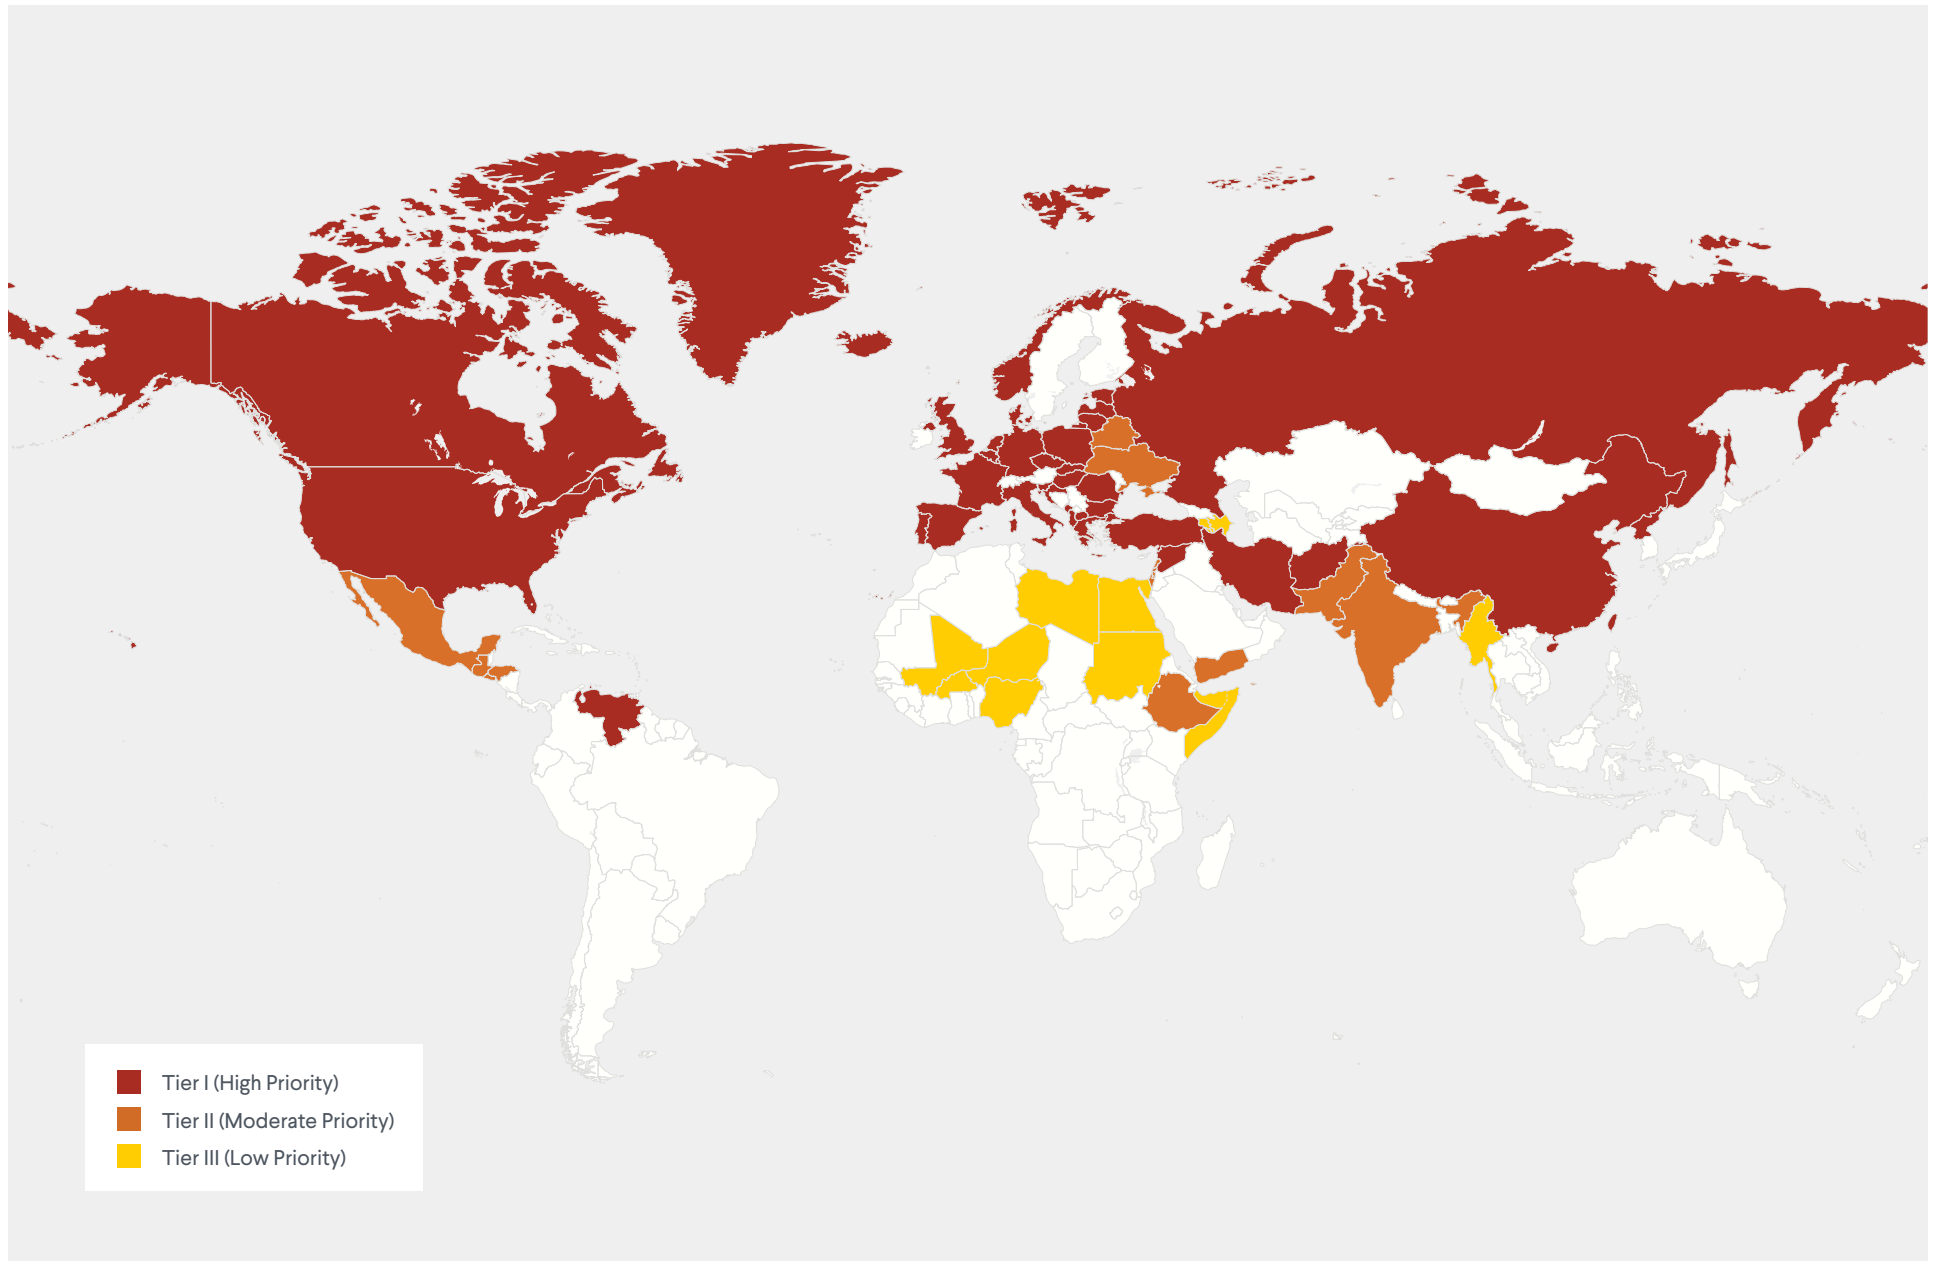 Tier I (High Priority)
Tier II (Moderate Priority)
Tier III (Low Priority)